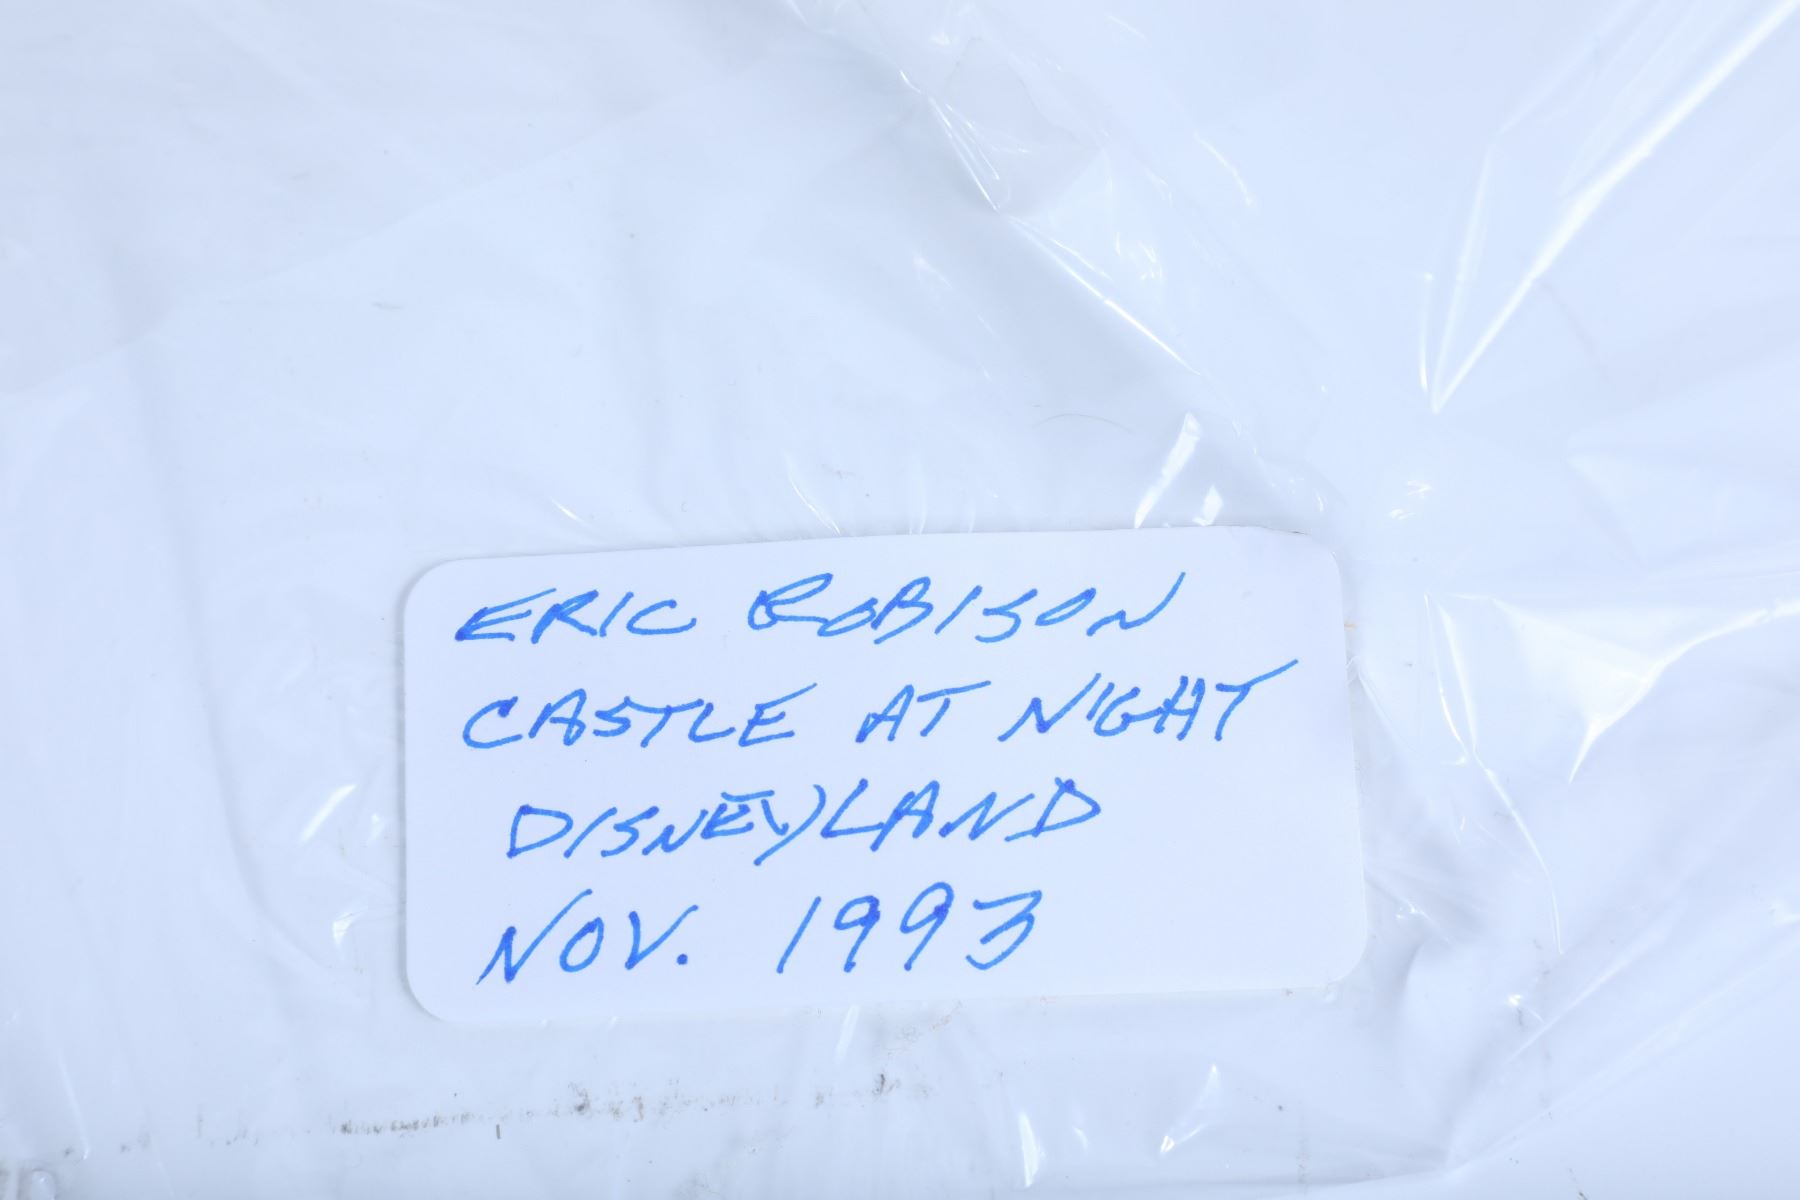 ERIC ROBISON
CASTLE AT NIGHT
DISNEYLAND
NOV. 1993